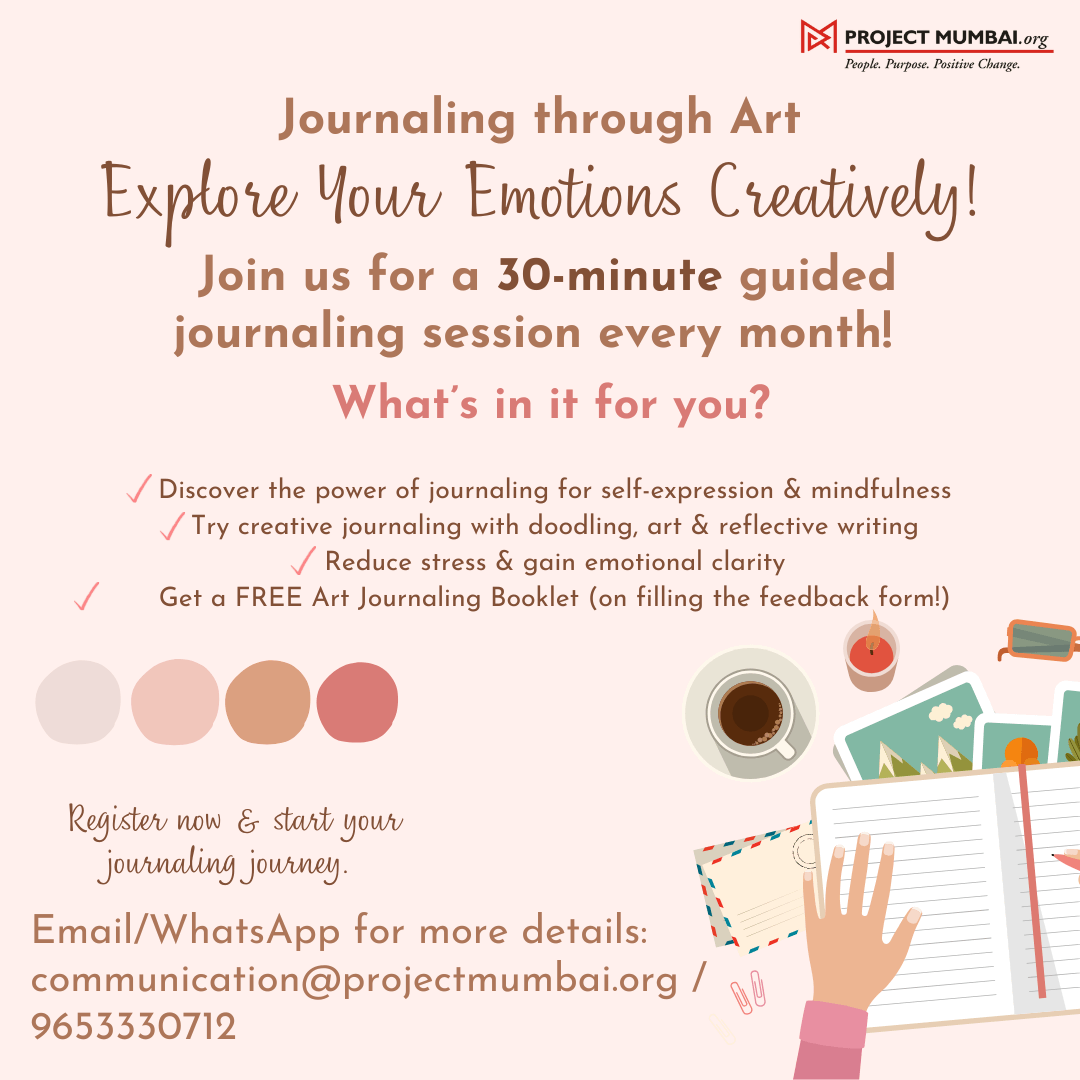 PROJECT MUMBAI.org
People. Purpose. Positive Change.
Journaling through Art
Explore Your Emotions Creatively!
Join us for a 30-minute guided
journaling session every month!
What's in it for you?
Discover the power of journaling for self-expression & mindfulness
Try creative journaling with doodling, art & reflective writing
Reduce stress & gain emotional clarity
Get a FREE Art Journaling Booklet (on filling the feedback form!)
Register now & start your
journaling journey.
Email/WhatsApp for more details:
communication@projectmumbai.org /
9653330712